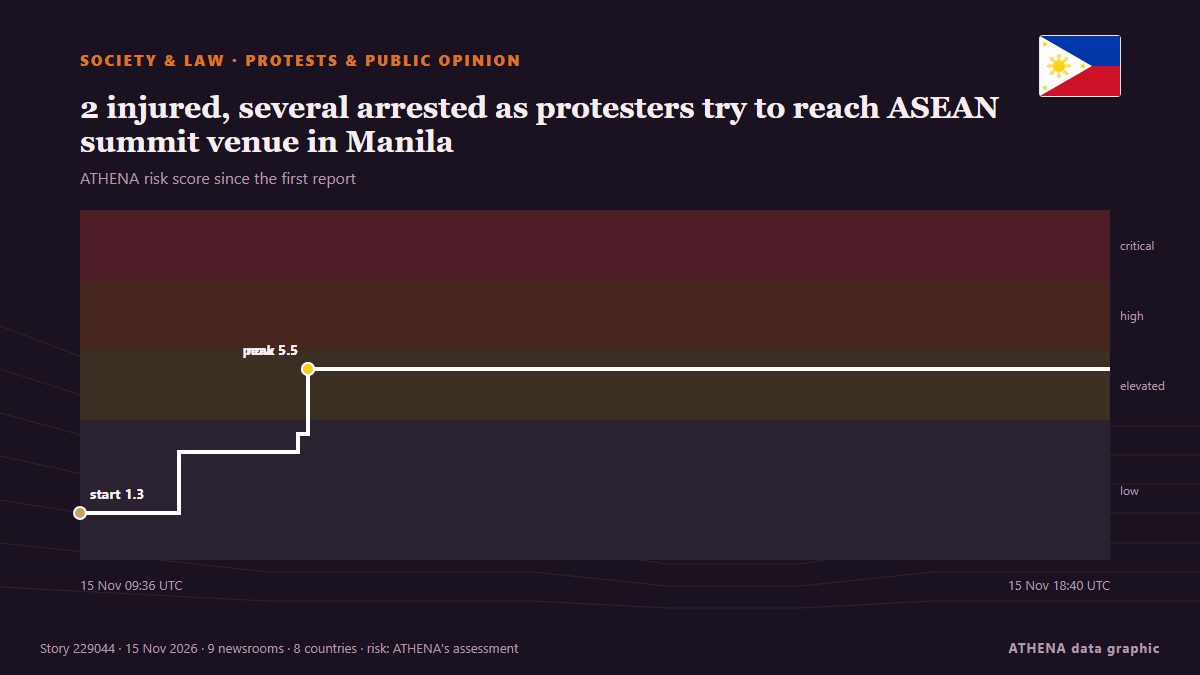 SOCIETY & LAW · PROTESTS & PUBLIC OPINION
2 injured, several arrested as protesters try to reach ASEAN
summit venue in Manila
ATHENA risk score since the first report
critical
high
peak 5.5
elevated
start 1.3
low
15 Nov 09:36 UTC
15 Nov 18:40 UTC
Story 229044 · 15 Nov 2026 · 9 newsrooms · 8 countries · risk: ATHENA's assessment
ATHENA data graphic